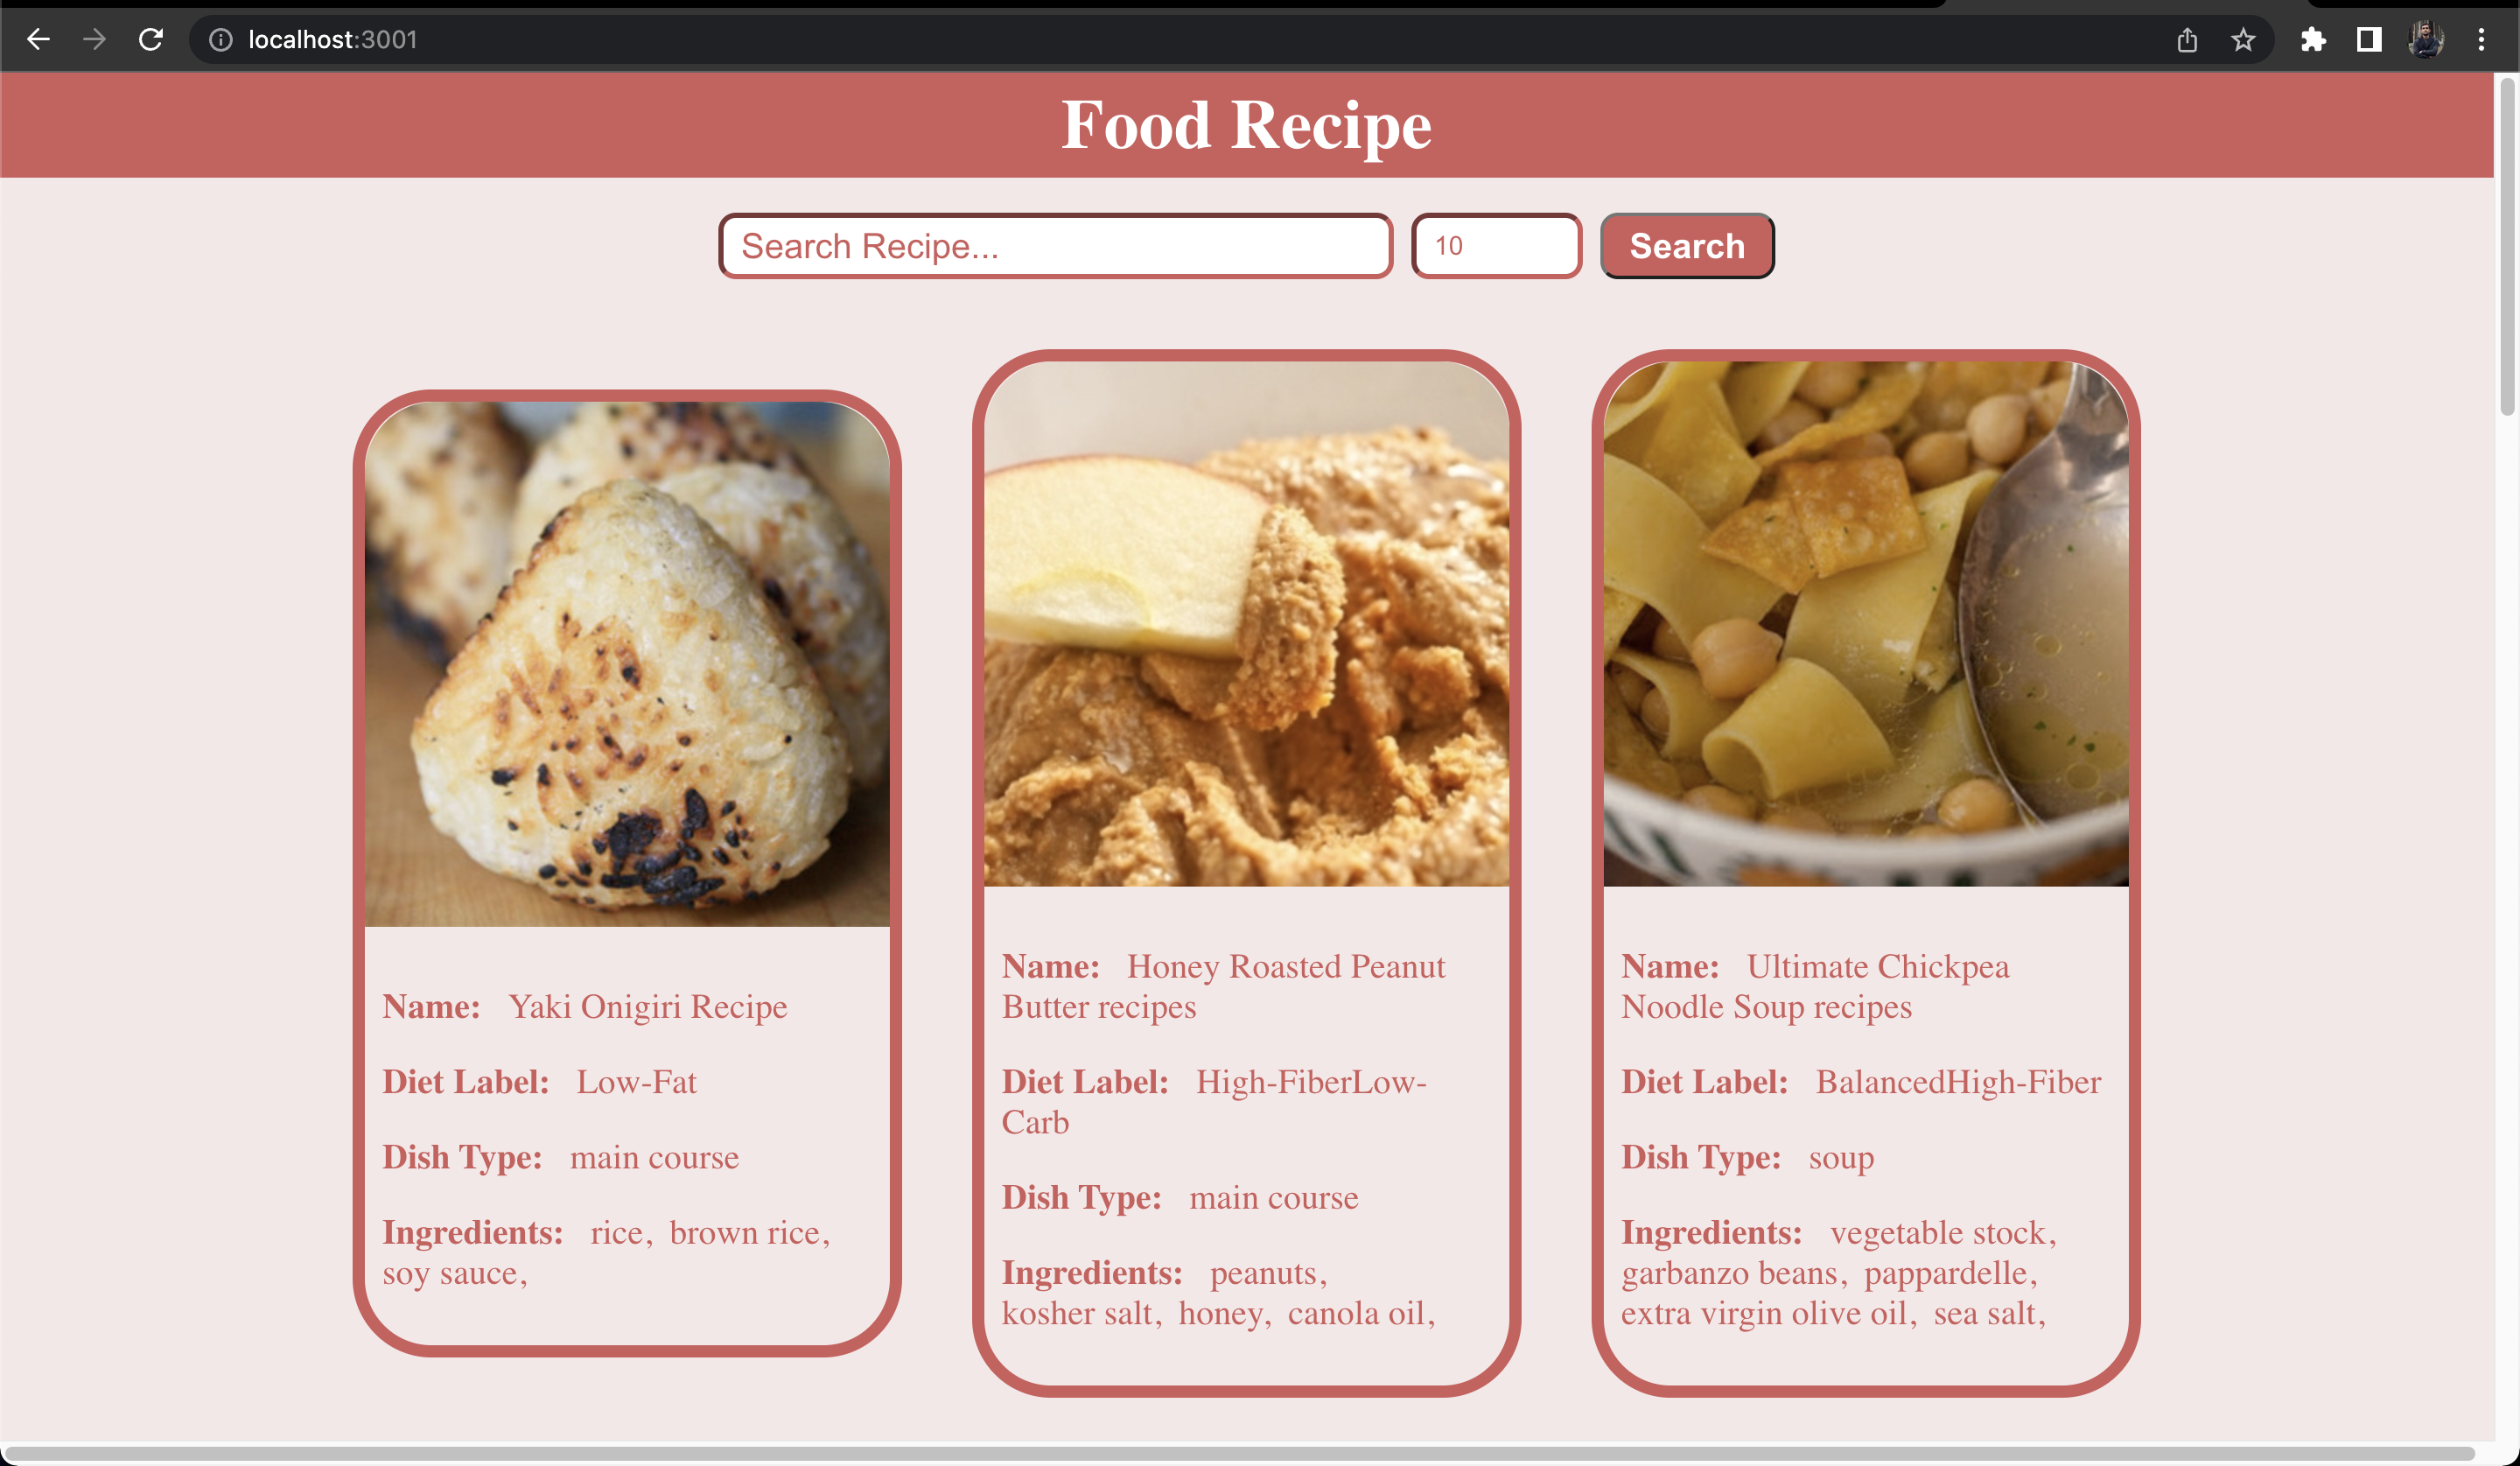 localhost:3001
Food Recipe
Search Recipe...
10
Search
Name: Yaki Onigiri Recipe
Diet Label: Low-Fat
Dish Type: main course
Ingredients: rice, brown rice,
soy sauce,
Name: Honey Roasted Peanut
Butter recipes
Diet Label: High-FiberLow-
Carb
Dish Type: main course
Ingredients: peanuts,
kosher salt, honey, canola oil,
Name: Ultimate Chickpea
Noodle Soup recipes
Diet Label: BalancedHigh-Fiber
Dish Type: soup
Ingredients: vegetable stock,
garbanzo beans, pappardelle,
extra virgin olive oil, sea salt,